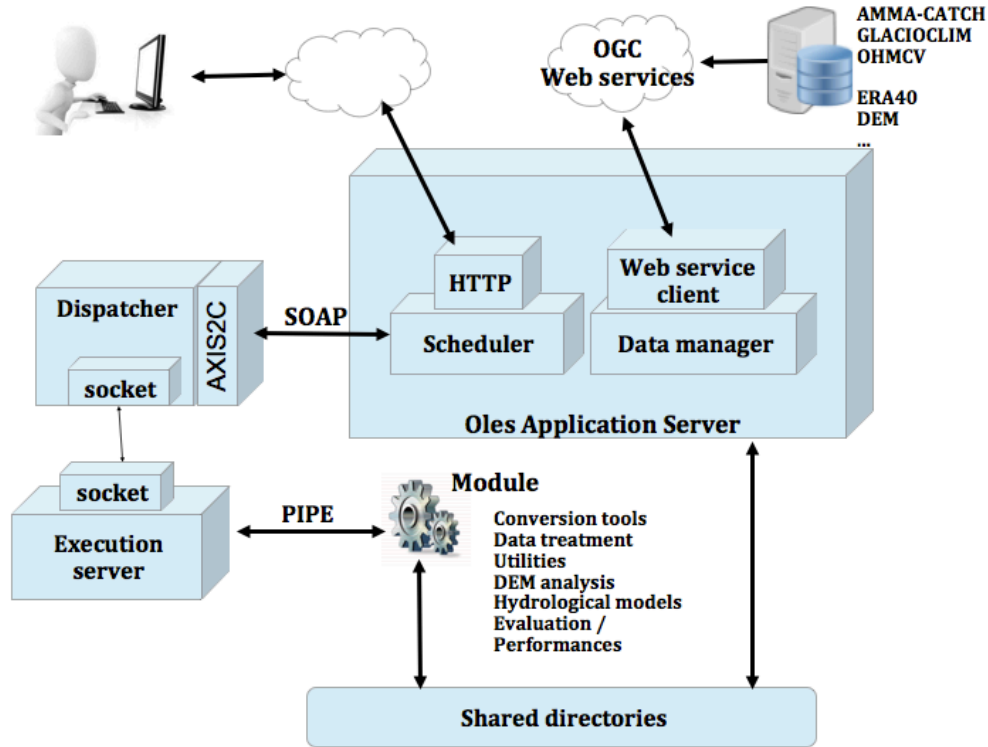 AMMA-CATCH
GLACIOCLIM
OHMCV
ERA40
DEM
...
OGC
Web services
HTTP
Web service
client
Dispatcher
AXIS2C
SOAP
Scheduler
Data manager
socket
Oles Application Server
socket
Execution
server
PIPE
Module
Conversion tools
Data treatment
Utilities
DEM analysis
Hydrological models
Evaluation /
Performances
Shared directories